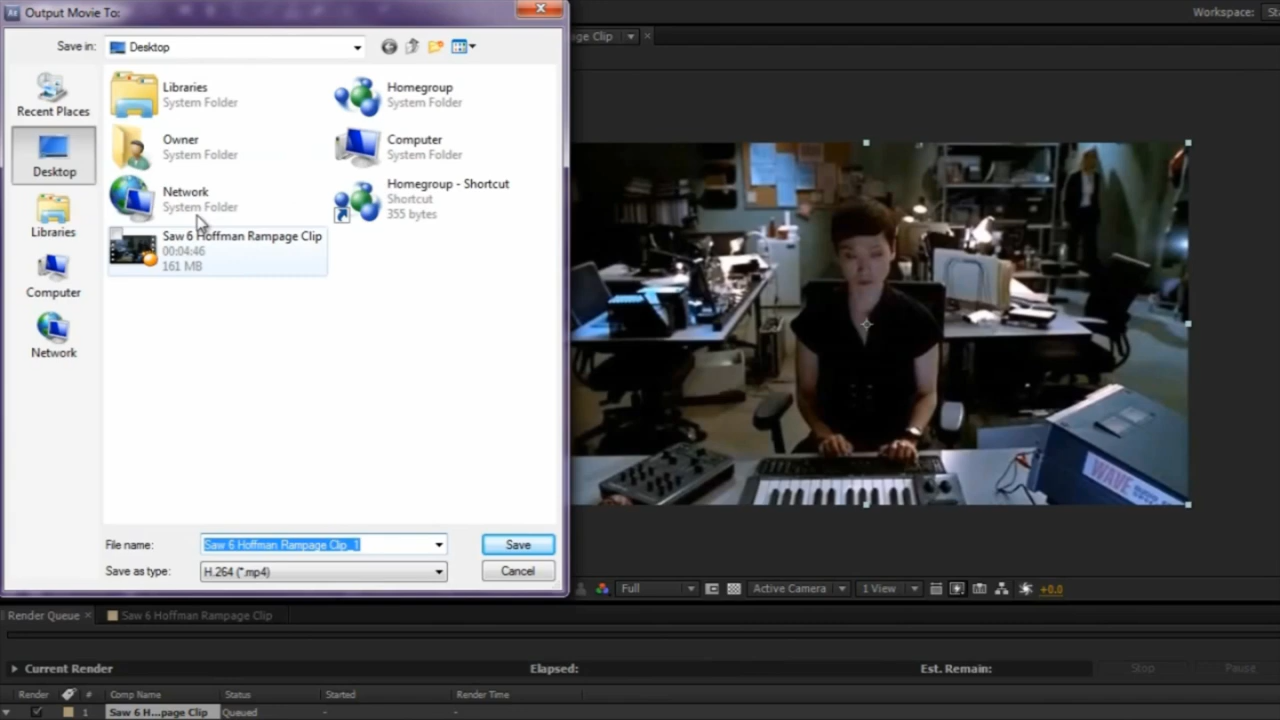 Output Movie To:
Workspace:
Save in:
Desktop
age Clip
Recent Places
Desktop
Libraries
Computer
Network
Libraries
System Folder
Homegroup
System Folder
Owner
System Folder
Computer
System Folder
Network
System Folder
Homegroup - Shortcut
Shortcut
355 bytes
Saw 6 Hoffman Rampage Clip
00:04:46
161 MB
File name:
Saw 6 Hoffman Rampage Clip_1
Save
Save as type:
H.264 (*.mp4)
Cancel
WAVE
Full
Active Camera
1 View
+0.0
Render Queue
Saw 6 Hoffman Rampage Clip
Current Render
Elapsed:
Est. Remain:
Stop
Pause
Render
#
Comp Name
Status
Started
Render Time
1
Saw 6 H...page Clip
Queued
-
-